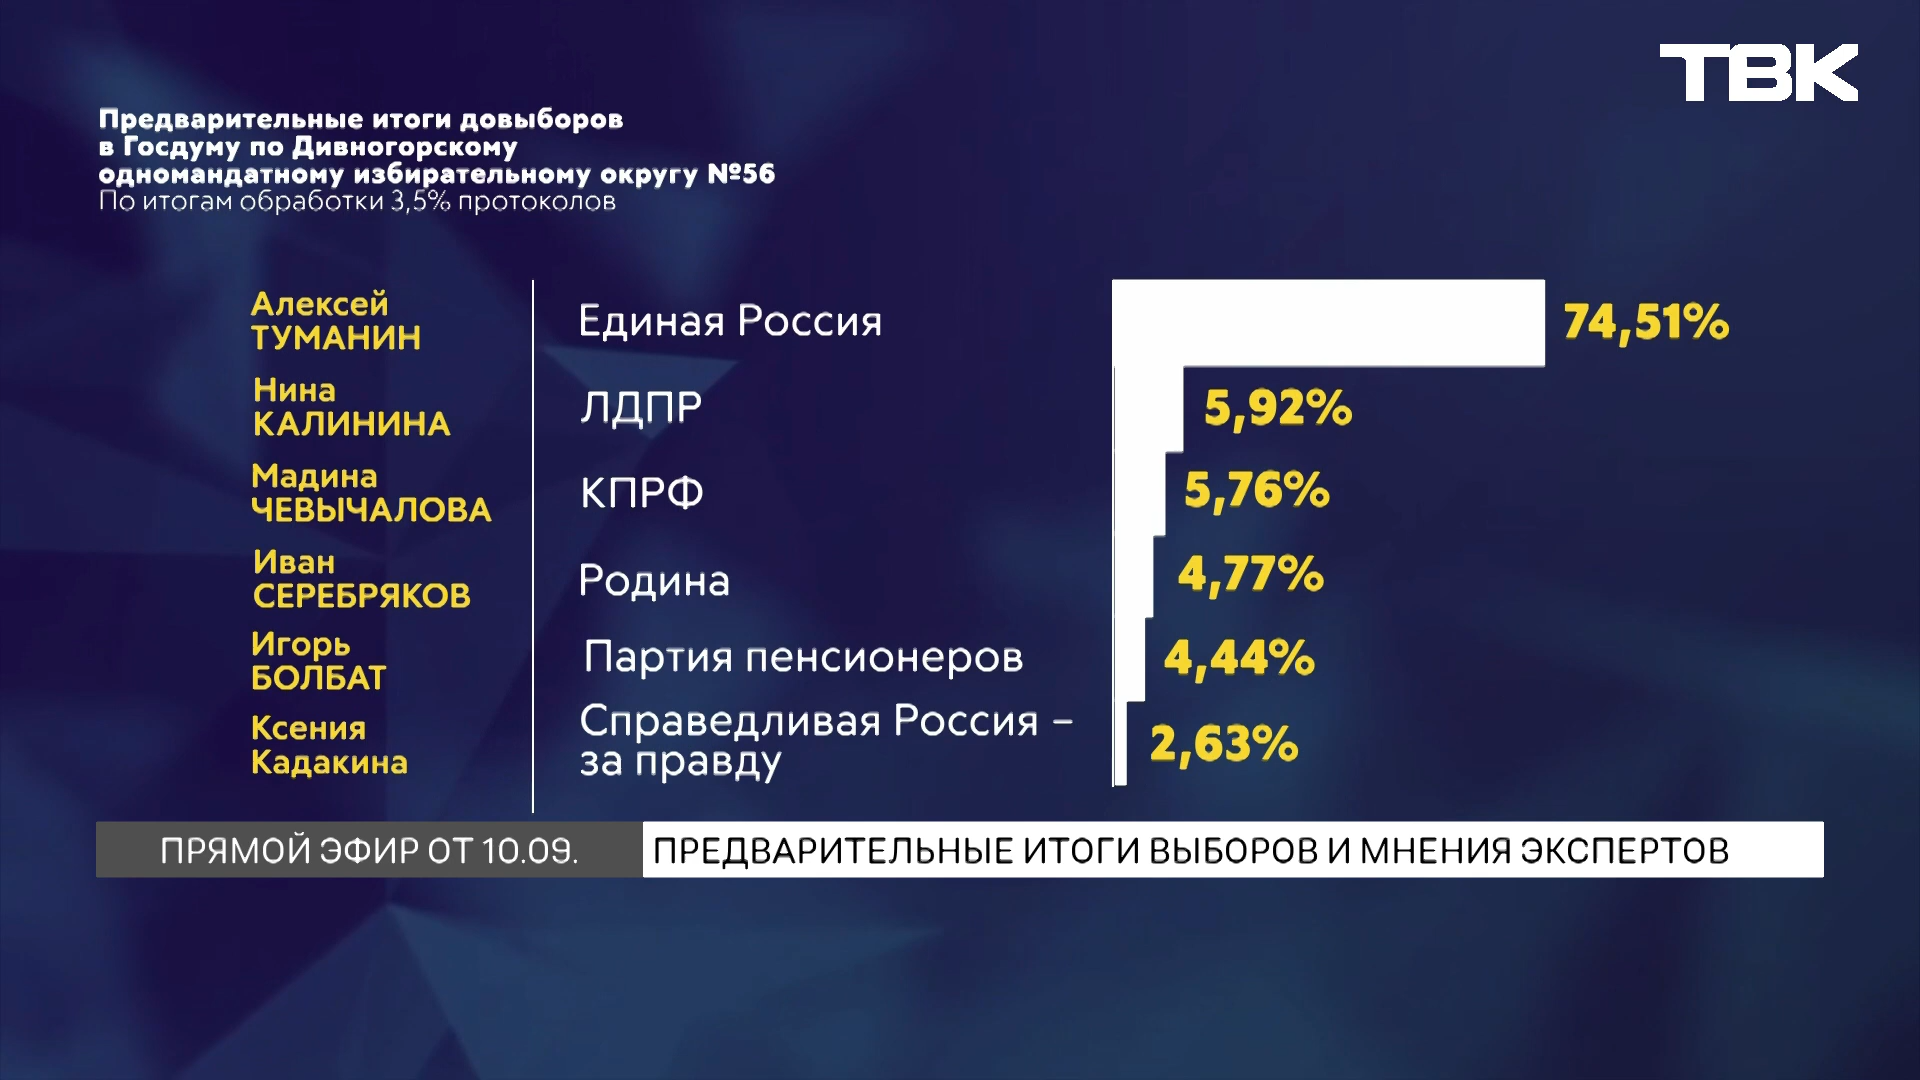 ТВК
Предварительные итоги довыборов
в Госдуму по Дивногорскому
одномандатному избирательному округу №56
По итогам обработки 3,5% протоколов
Алексей
ТУМАНИН
Единая Россия
74,51%
Нина
КАЛИНИНА
ЛДПР
5,92%
Мадина
ЧЕВЫЧАЛОВА
КПРФ
5,76%
Иван
СЕРЕБРЯКОВ
Родина
4,77%
Игорь
БОЛБАТ
Партия пенсионеров
4,44%
Ксения
Кадакина
Справедливая Россия –
за правду
2,63%
ПРЯМОЙ ЭФИР ОТ 10.09.
ПРЕДВАРИТЕЛЬНЫЕ ИТОГИ ВЫБОРОВ И МНЕНИЯ ЭКСПЕРТОВ